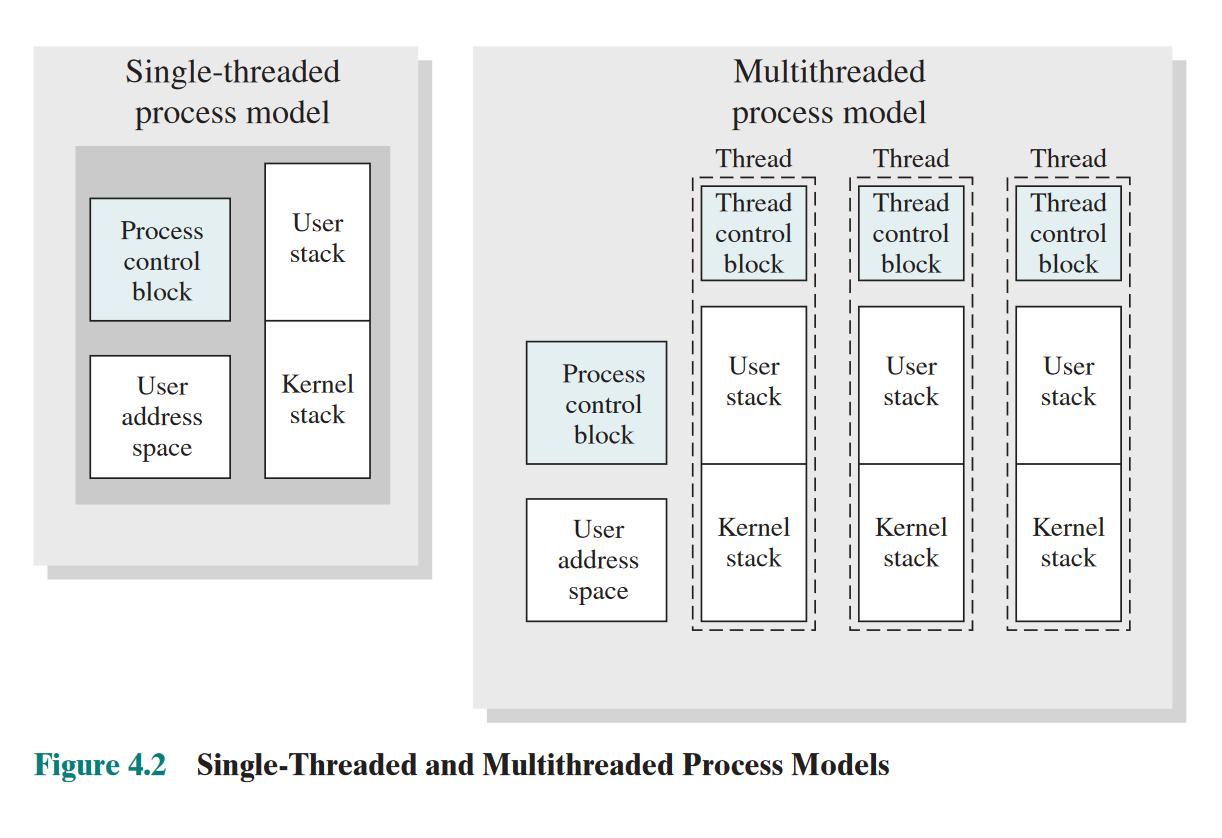 Single-threaded
process model
Process
control
block
User
stack
User
address
space
Kernel
stack
Multithreaded
process model
Process
control
block
User
address
space
Thread
Thread
control
block
User
stack
Kernel
stack
Thread
Thread
control
block
User
stack
Kernel
stack
Thread
Thread
control
block
User
stack
Kernel
stack
Figure 4.2 Single-Threaded and Multithreaded Process Models